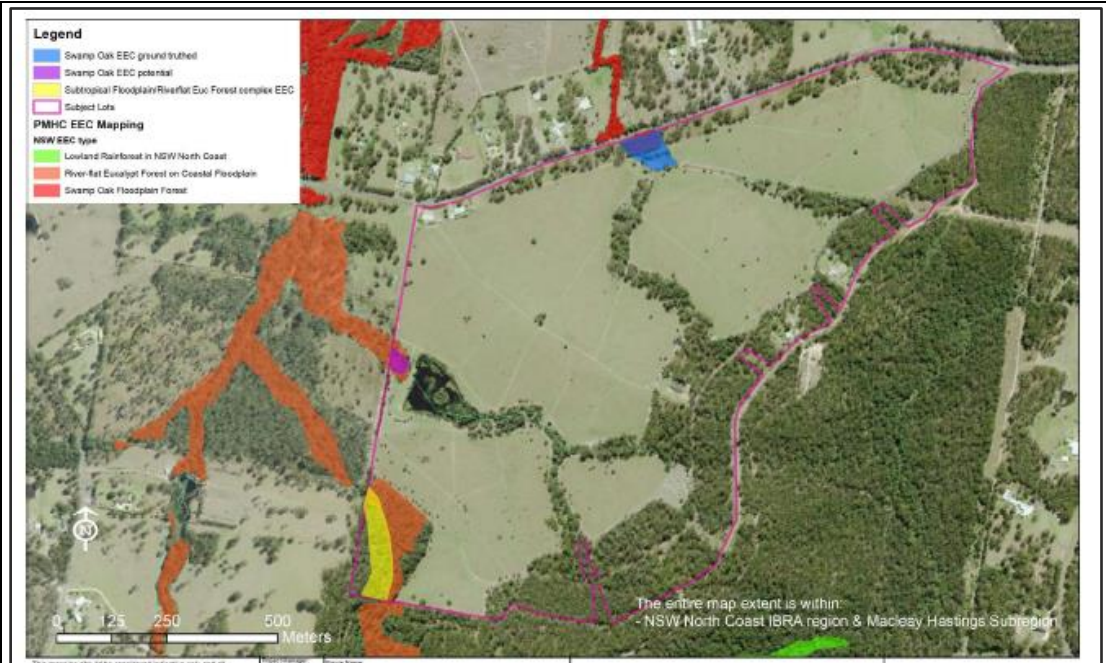 Legend
Swamp Oak EEC ground truthed
Swamp Oak EEC potential
Subtropical Floodplain/Riverflat Euc Forest complex EEC
Subject Lots
PMHC EEC Mapping
NSW EEC type
Lowland Rainforest in NSW North Coast
River-flat Eucalypt Forest on Coastal Floodplain
Swamp Oak Floodplain Forest
N
0 125 250 500
Meters
The entire map extent is within:
- NSW North Coast IBRA region & Macleay Hastings Subregion